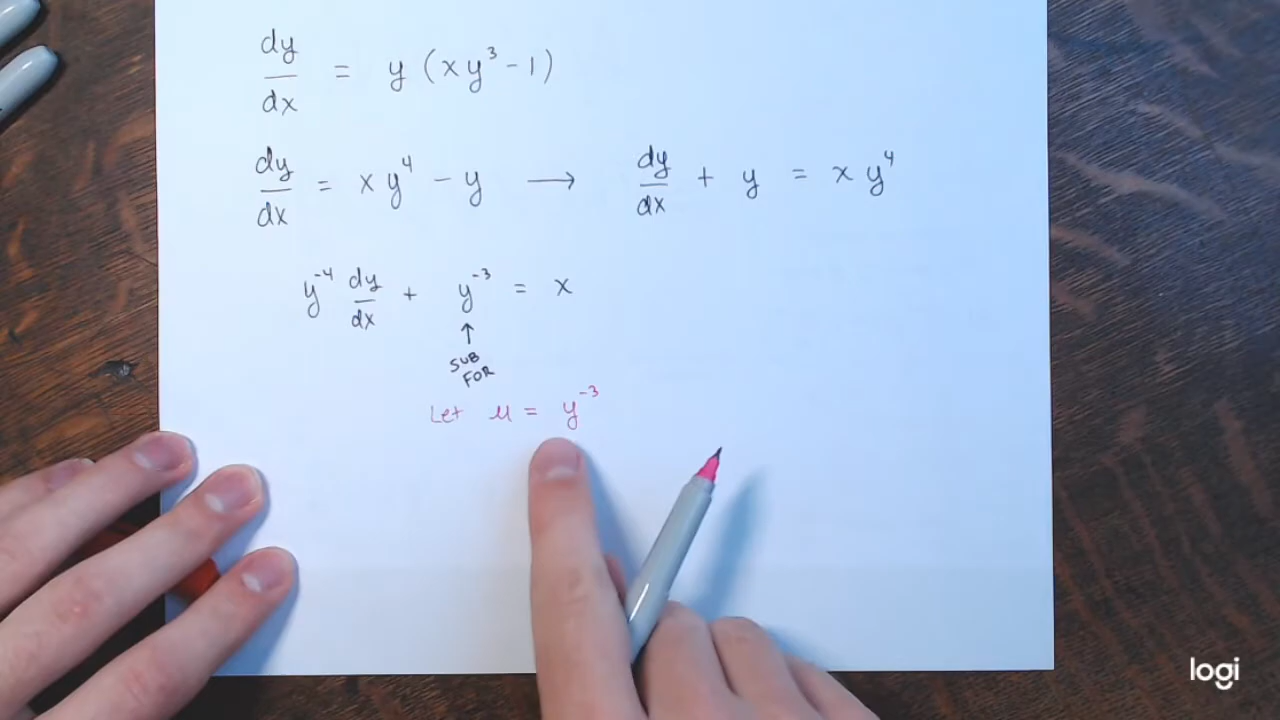 dy/dx = y (xy³ - 1)
dy/dx = xy⁴ - y → dy/dx + y = xy⁴
y⁻⁴ dy/dx + y⁻³ = x
↑
SUB
FOR
Let u = y⁻³
logi